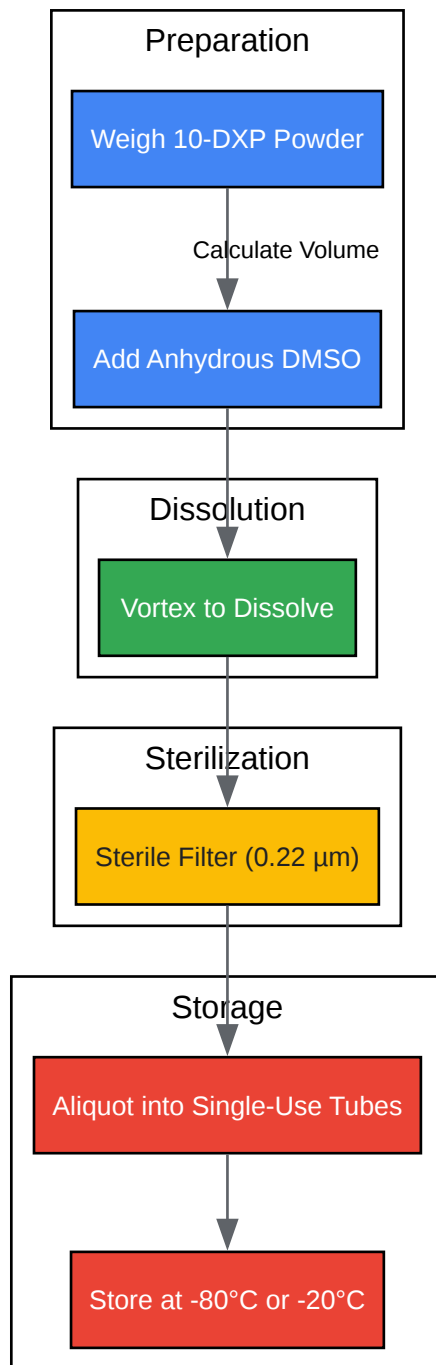 Preparation
Weigh 10-DXP Powder
Calculate Volume
Add Anhydrous DMSO
Dissolution
Vortex to Dissolve
Sterilization
Sterile Filter (0.22 µm)
Storage
Aliquot into Single-Use Tubes
Store at -80°C or -20°C